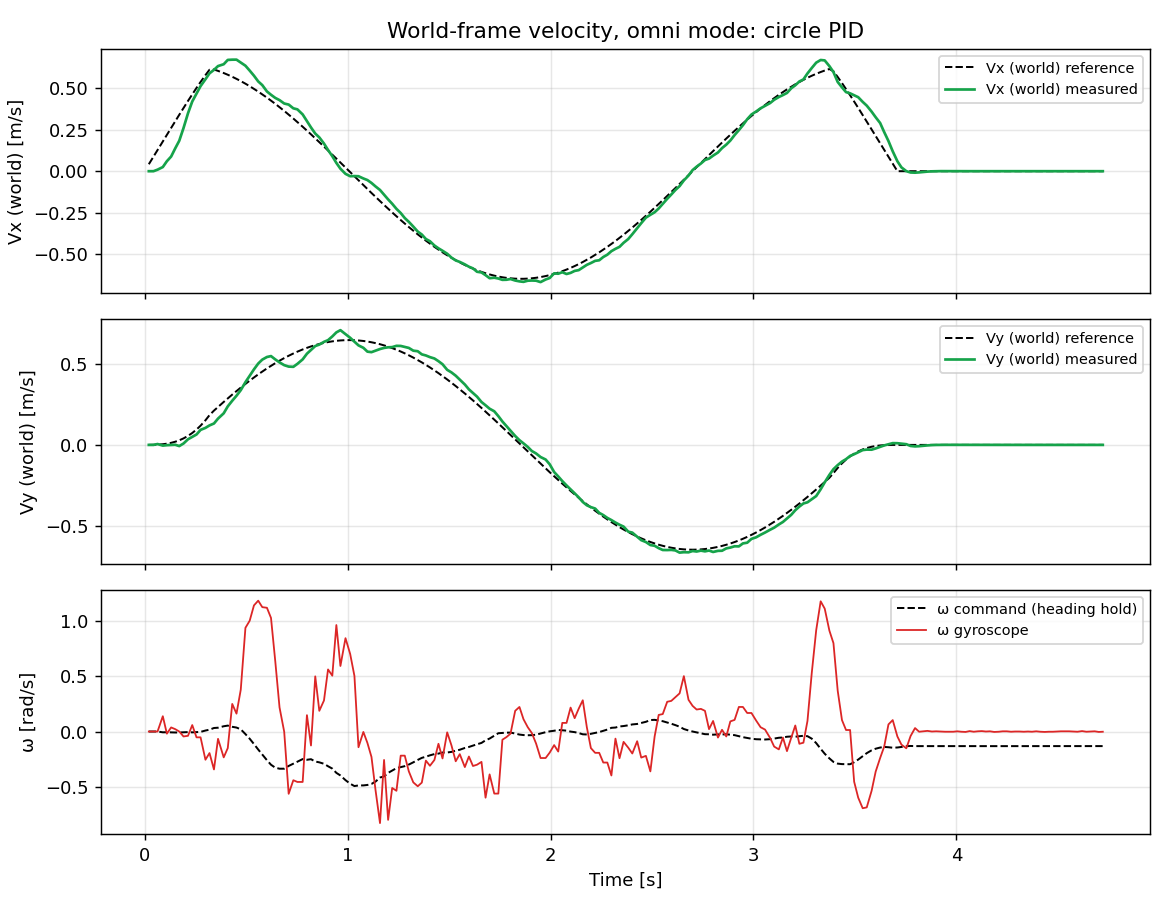 World-frame velocity, omni mode: circle PID
Vx (world) [m/s]
0.50
0.25
0.00
−0.25
−0.50
Vx (world) reference
Vx (world) measured
Vy (world) [m/s]
0.5
0.0
−0.5
Vy (world) reference
Vy (world) measured
ω [rad/s]
1.0
0.5
0.0
−0.5
ω command (heading hold)
ω gyroscope
0 1 2 3 4
Time [s]